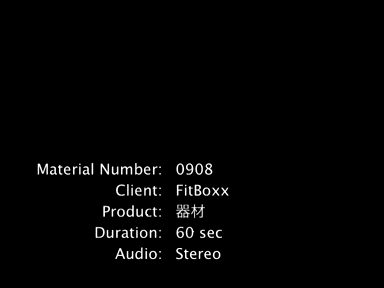 Material Number: 0908
Client: FitBoxx
Product: 器材
Duration: 60 sec
Audio: Stereo